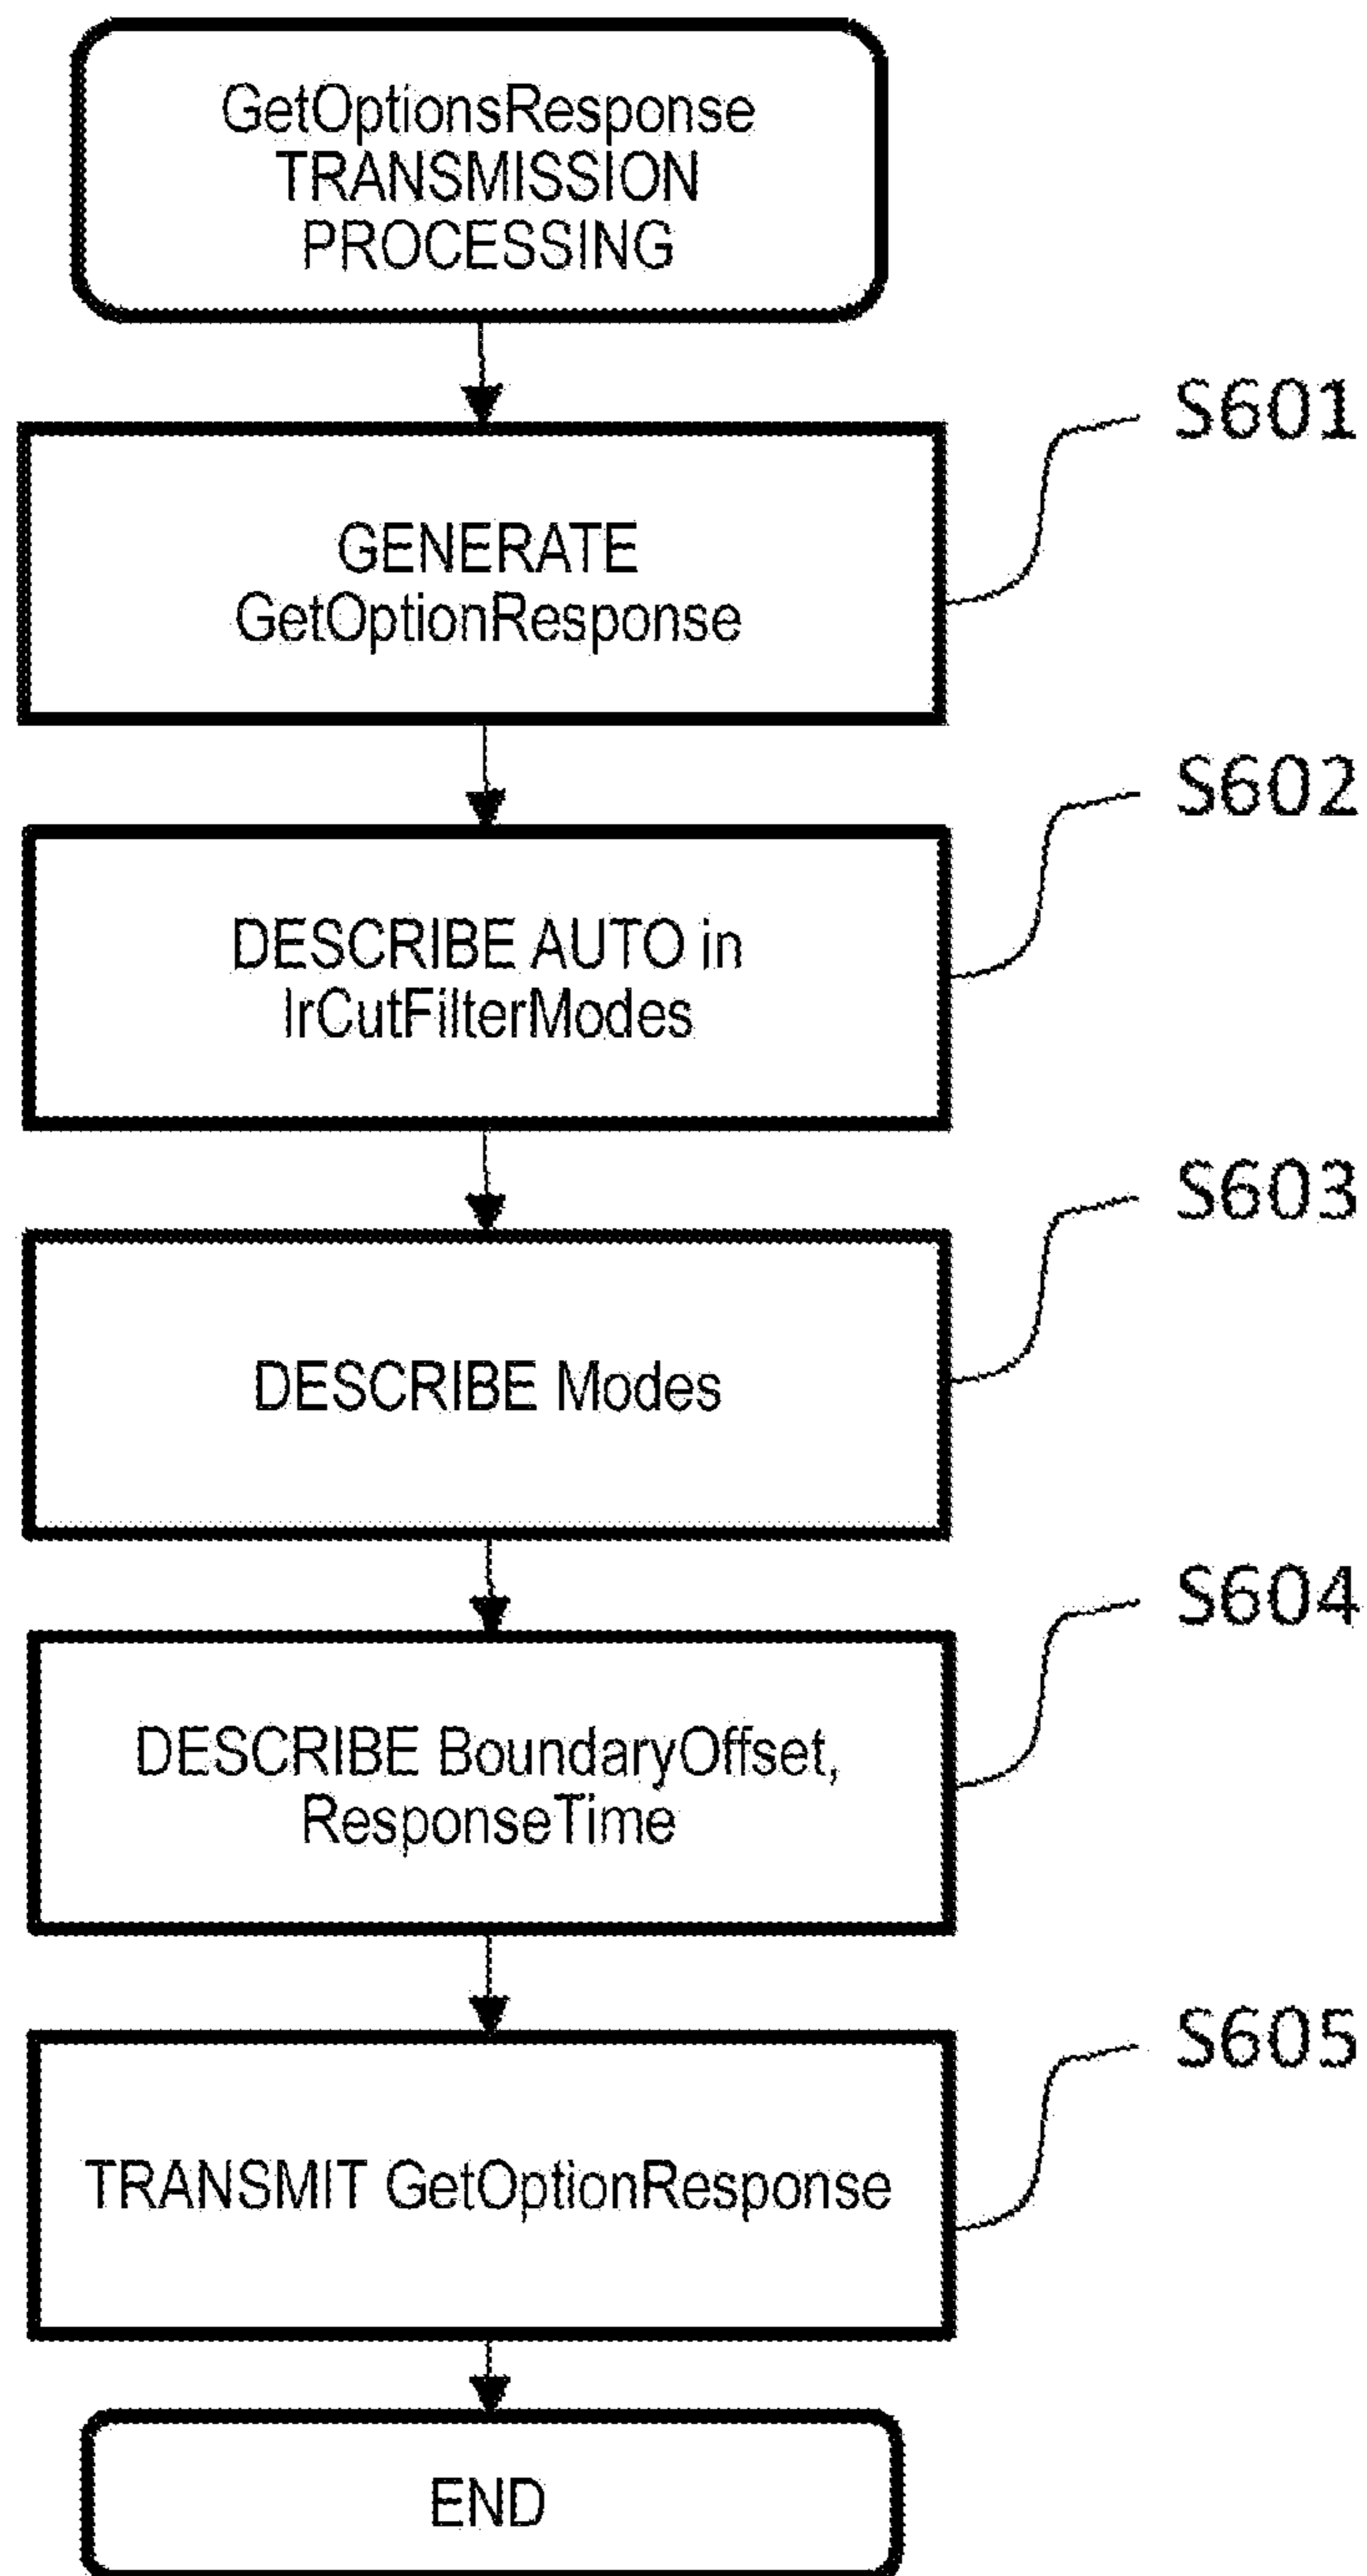 GetOptionsResponse
TRANSMISSION
PROCESSING
S601
GENERATE
GetOptionResponse
S602
DESCRIBE AUTO in
IrCutFilterModes
S603
DESCRIBE Modes
S604
DESCRIBE BoundaryOffset,
ResponseTime
S605
TRANSMIT GetOptionResponse
END